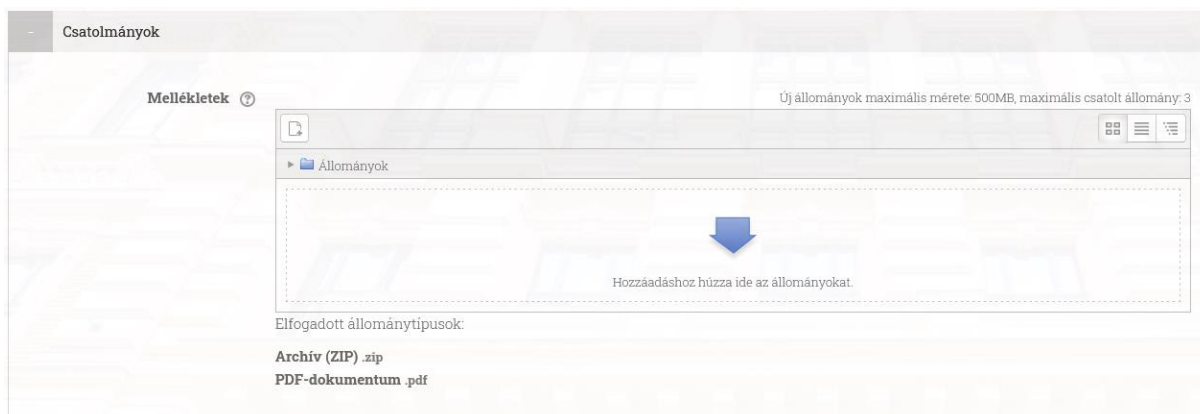 - Csatolmányok
Mellékletek ?
Új állományok maximális mérete: 500MB, maximális csatolt állomány: 3
Állományok
Hozzáadáshoz húzza ide az állományokat.
Elfogadott állománytípusok:
Archív (ZIP) .zip
PDF-dokumentum .pdf